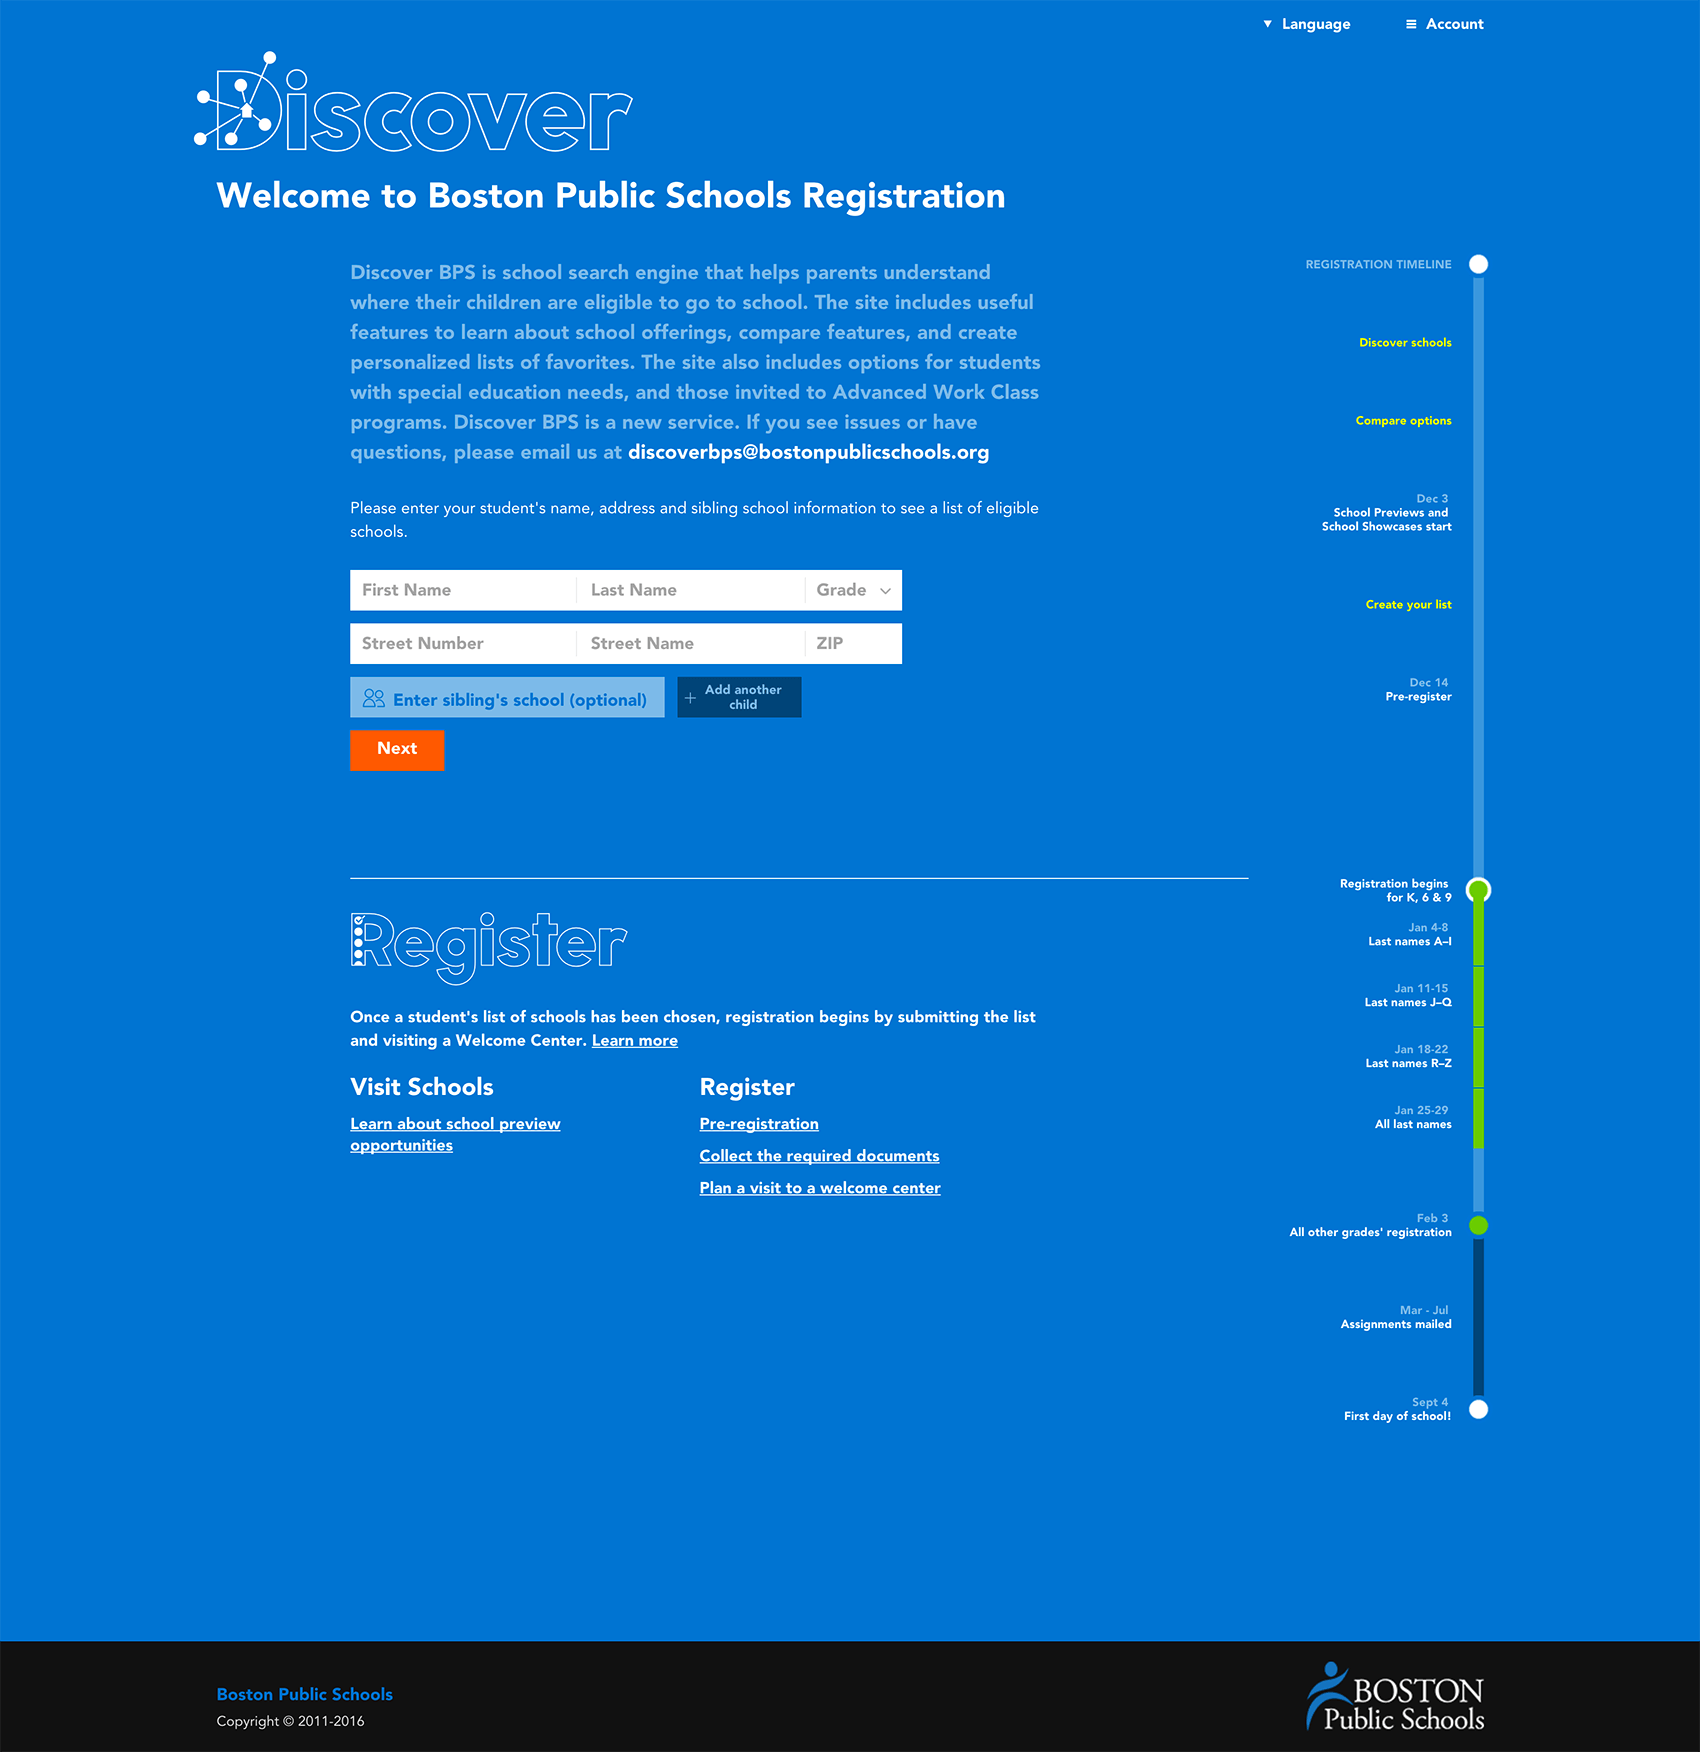 Language
Account
Discover
Welcome to Boston Public Schools Registration
Discover BPS is school search engine that helps parents understand
where their children are eligible to go to school. The site includes useful
features to learn about school offerings, compare features, and create
personalized lists of favorites. The site also includes options for students
with special education needs, and those invited to Advanced Work Class
programs. Discover BPS is a new service. If you see issues or have
questions, please email us at discoverbps@bostonpublicschools.org
Please enter your student's name, address and sibling school information to see a list of eligible
schools.
First Name
Last Name
Grade
Street Number
Street Name
ZIP
Enter sibling's school (optional)
Add another
child
Next
Register
Once a student's list of schools has been chosen, registration begins by submitting the list
and visiting a Welcome Center. Learn more
Visit Schools
Learn about school preview
opportunities
Register
Pre-registration
Collect the required documents
Plan a visit to a welcome center
REGISTRATION TIMELINE
Discover schools
Compare options
Dec 3
School Previews and
School Showcases start
Create your list
Dec 14
Pre-register
Registration begins
for K, 6 & 9
Jan 4-8
Last names A–I
Jan 11-15
Last names J–Q
Jan 18-22
Last names R–Z
Jan 25-29
All last names
Feb 3
All other grades' registration
Mar - Jul
Assignments mailed
Sept 4
First day of school!
Boston Public Schools
Copyright © 2011-2016
BOSTON
Public Schools